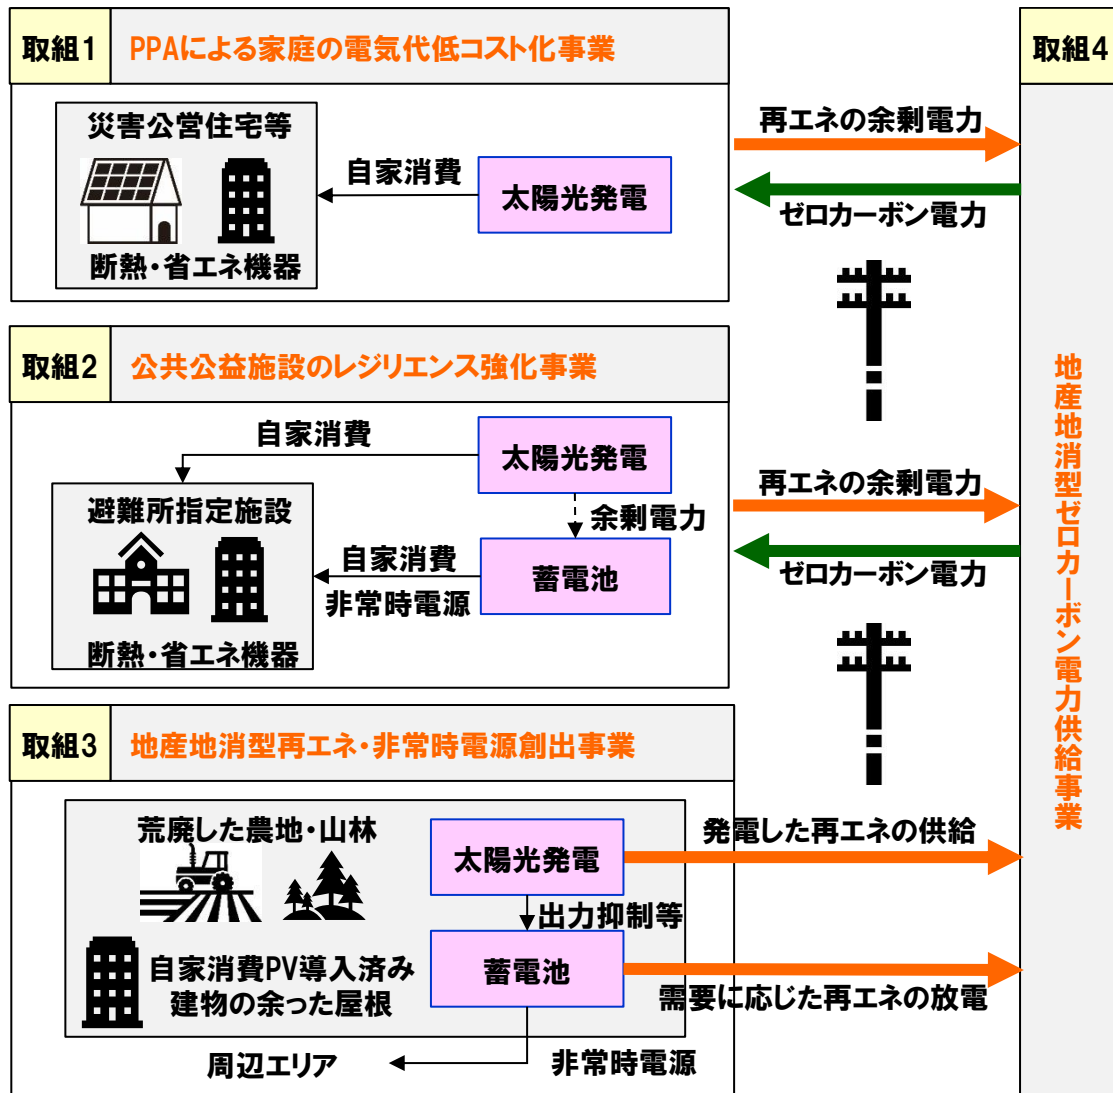 取組1
PPAによる家庭の電気代低コスト化事業
災害公営住宅等
断熱・省エネ機器
自家消費
太陽光発電
再エネの余剰電力
ゼロカーボン電力
取組2
公共公益施設のレジリエンス強化事業
自家消費
太陽光発電
余剰電力
避難所指定施設
断熱・省エネ機器
自家消費
非常時電源
蓄電池
再エネの余剰電力
ゼロカーボン電力
取組3
地産地消型再エネ・非常時電源創出事業
荒廃した農地・山林
太陽光発電
出力抑制等
自家消費PV導入済み
建物の余った屋根
蓄電池
周辺エリア
非常時電源
発電した再エネの供給
需要に応じた再エネの放電
取組4
地産地消型ゼロカーボン電力供給事業